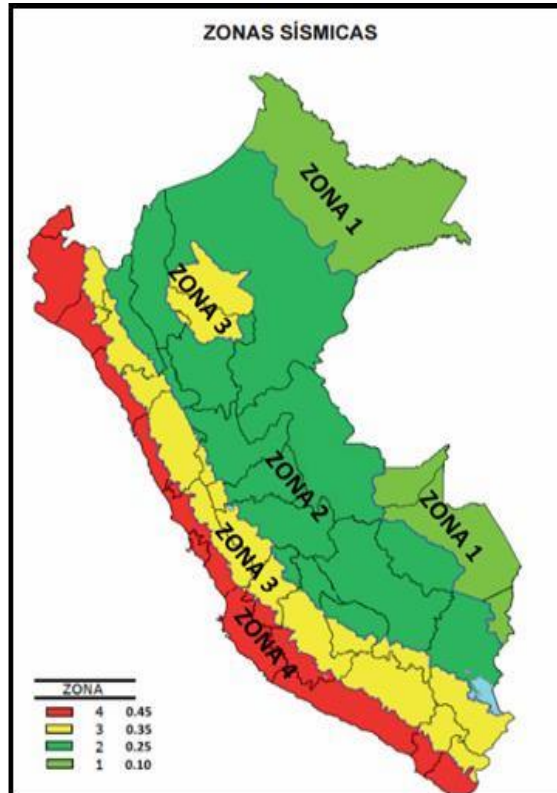 ZONAS SÍSMICAS
ZONA 1
ZONA 3
ZONA 2
ZONA 1
ZONA 3
ZONA 4
ZONA
4 0.45
3 0.35
2 0.25
1 0.10